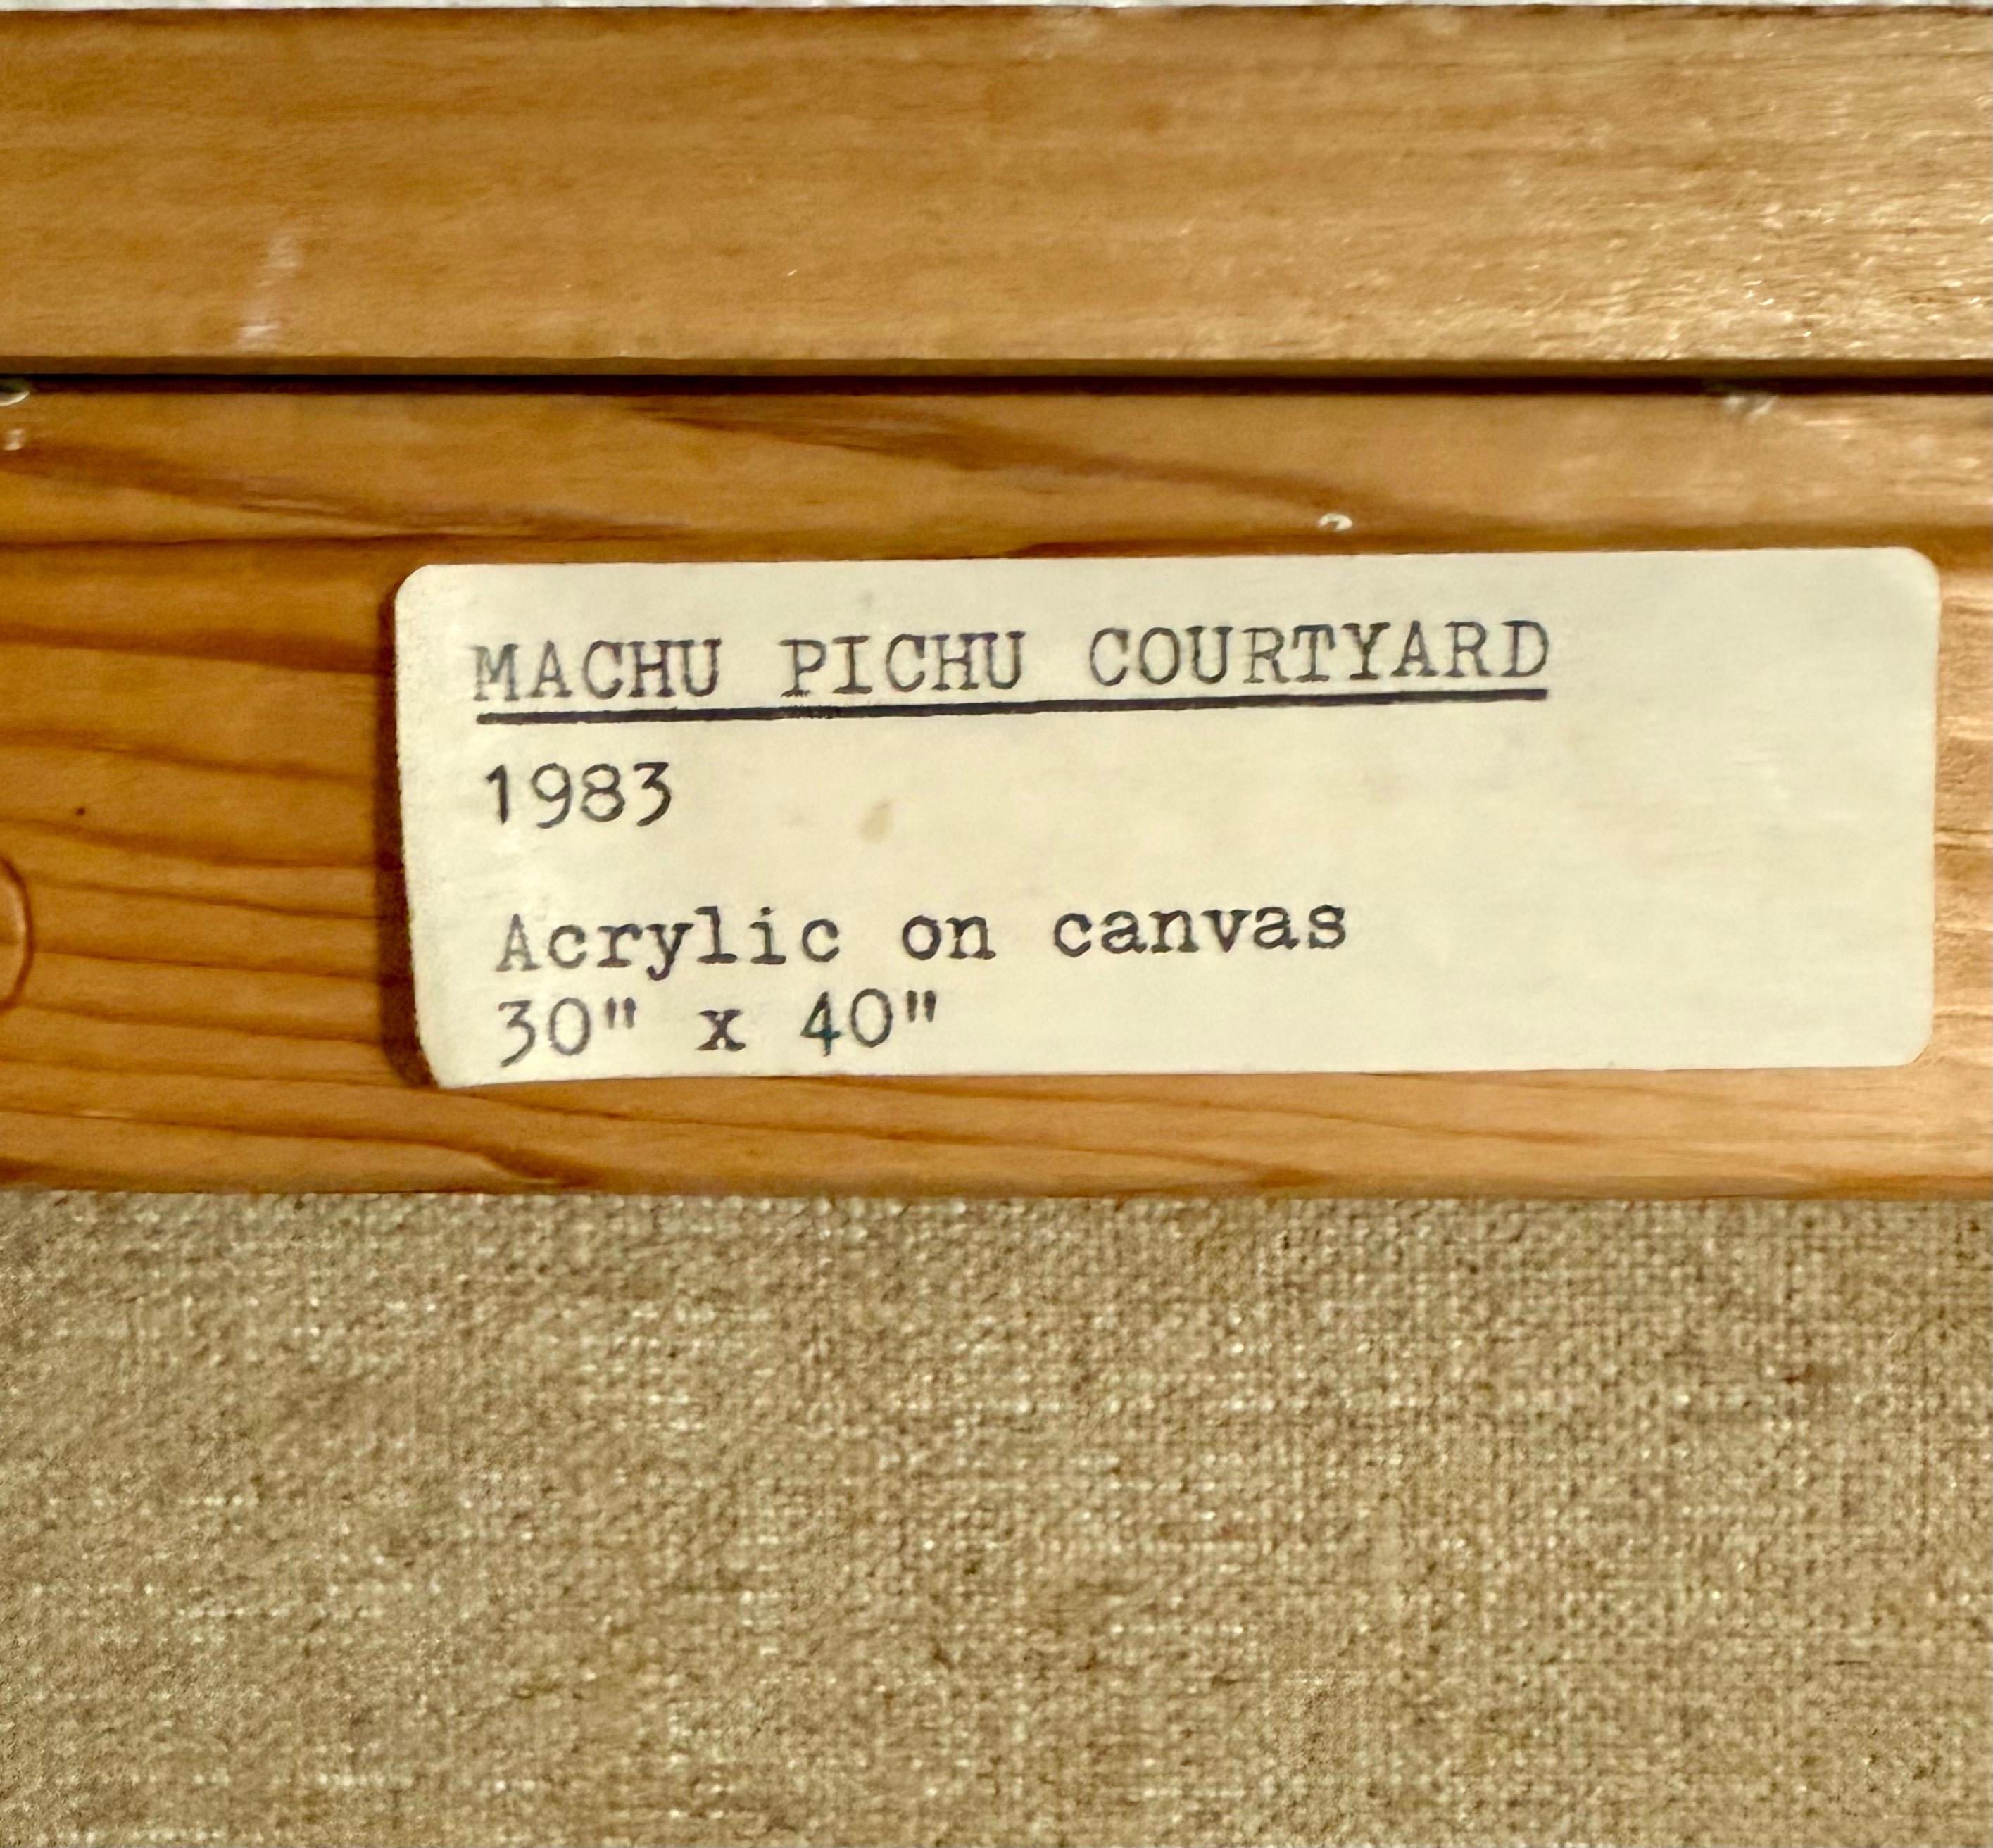 MACHU PICHU COURTYARD
1983
Acrylic on canvas
30" x 40"